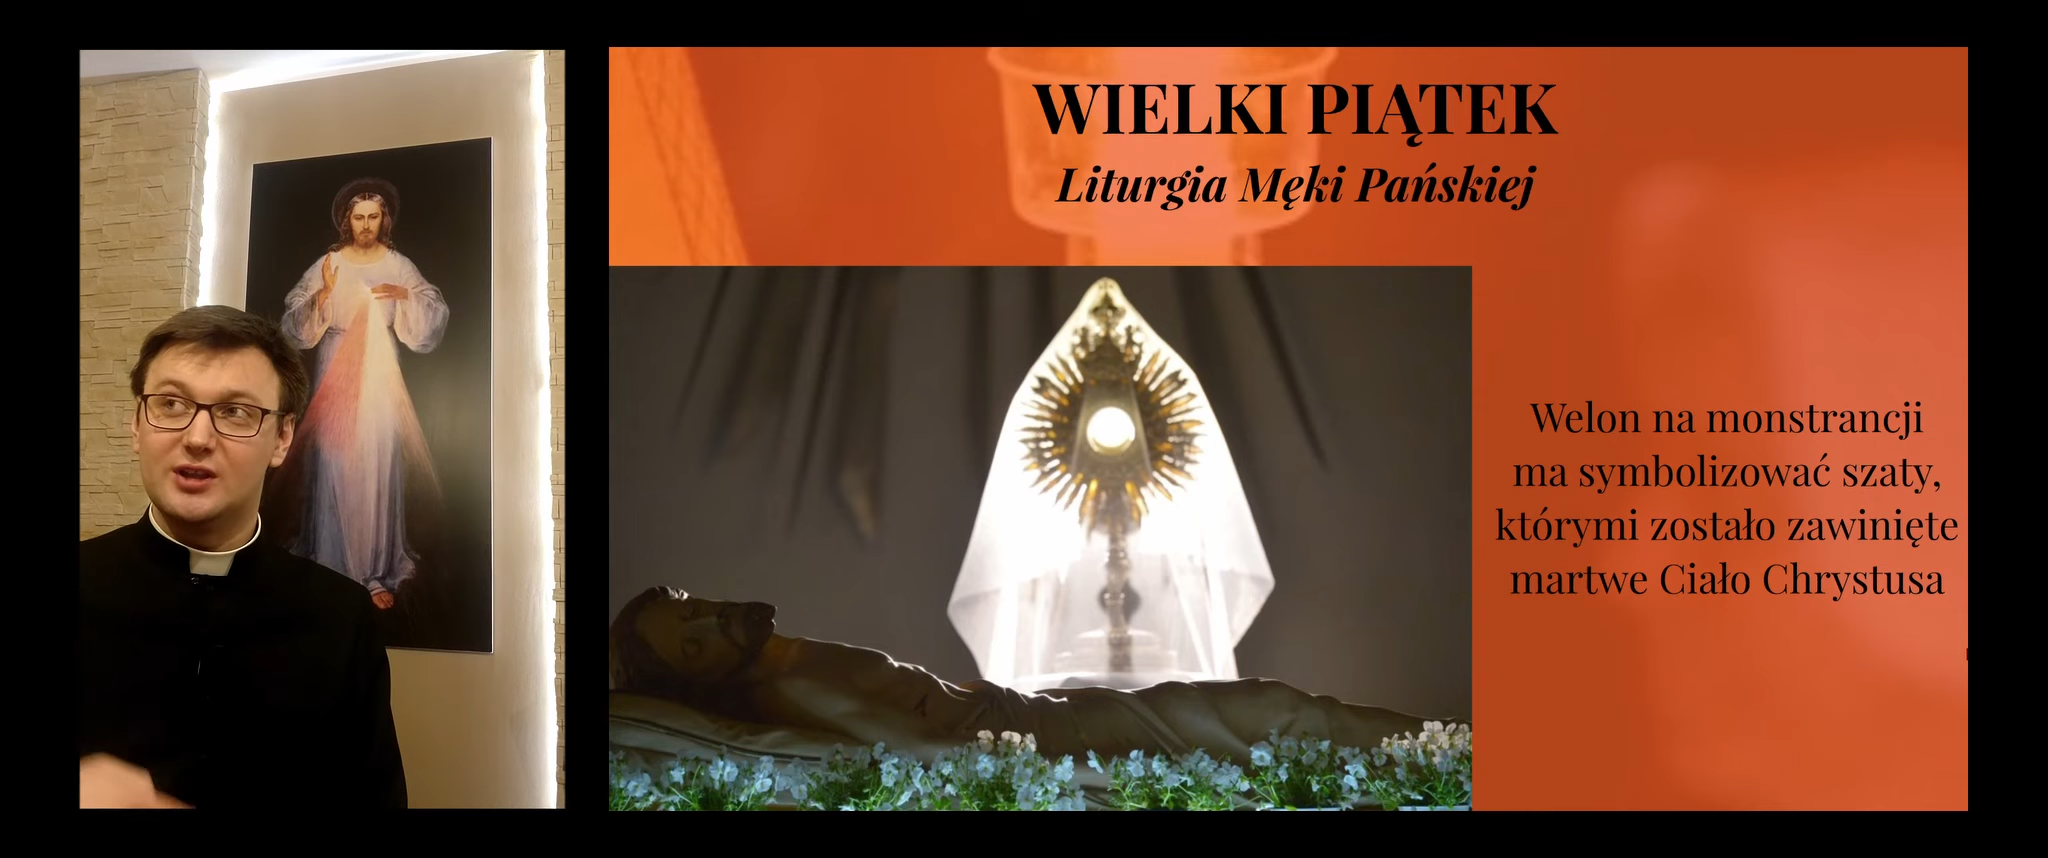 WIELKI PIĄTEK
Liturgia Męki Pańskiej
Welon na monstrancji
ma symbolizować szaty,
którymi zostało zawinięte
martwe Ciało Chrystusa